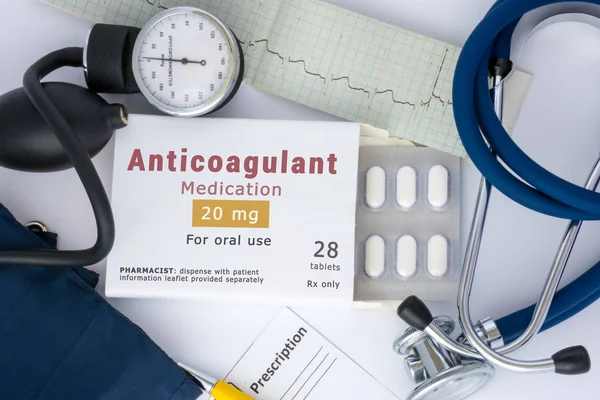 SPHYGMOMANOMETER
Anticoagulant
Medication
20 mg
For oral use
28
tablets
Rx only
PHARMACIST: dispense with patient
information leaflet provided separately
Prescription